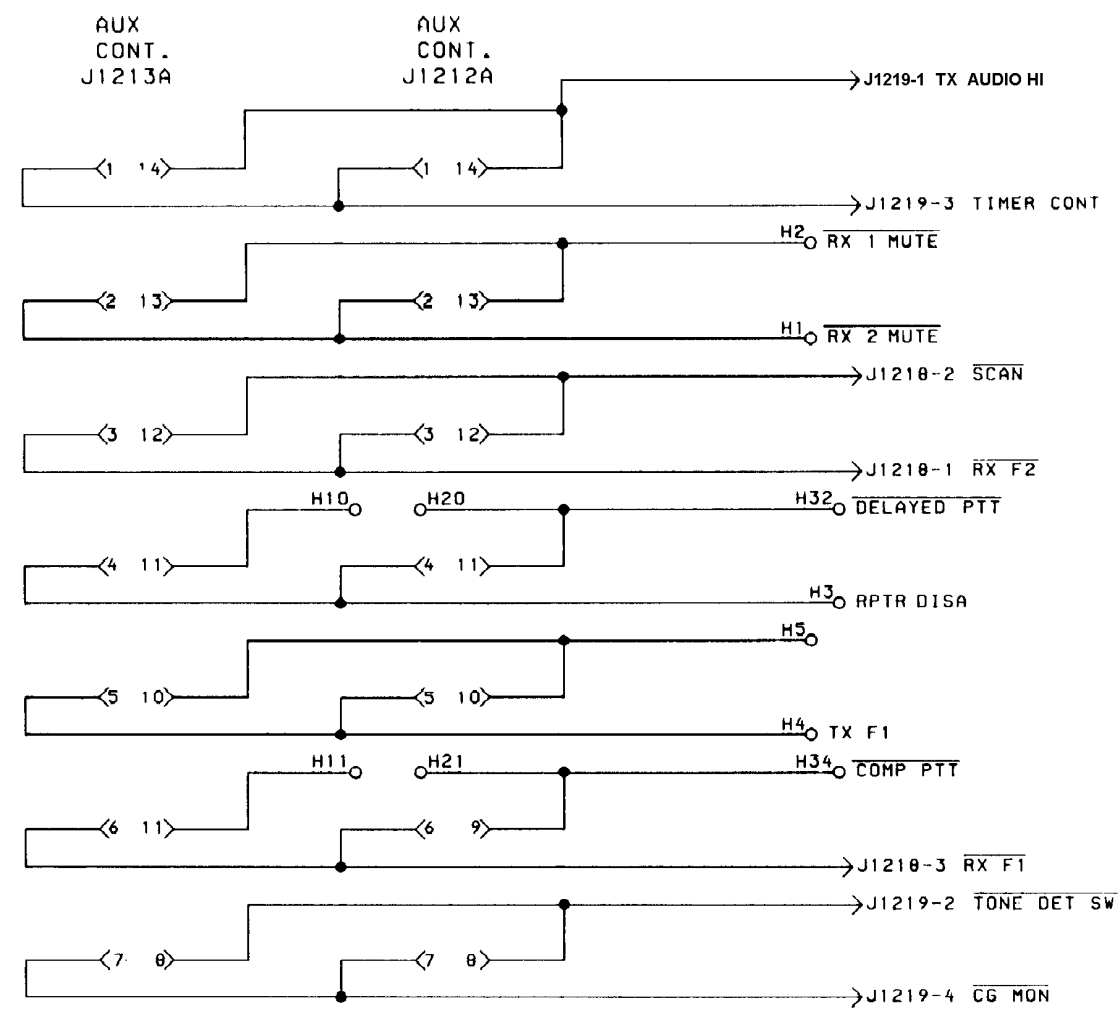 AUX CONT. J1213A
AUX CONT. J1212A
J1219-1 TX AUDIO HI
1 14
1 14
J1219-3 TIMER CONT
H2 RX 1 MUTE
2 13
2 13
H1 RX 2 MUTE
J1218-2 SCAN
3 12
3 12
J1218-1 RX F2
H10
H20
H32 DELAYED PTT
4 11
4 11
H3 RPTR DISA
H5
5 10
5 10
H4 TX F1
H11
H21
H34 COMP PTT
6 11
6 9
J1218-3 RX F1
J1219-2 TONE DET SW
7 8
7 8
J1219-4 CG MON